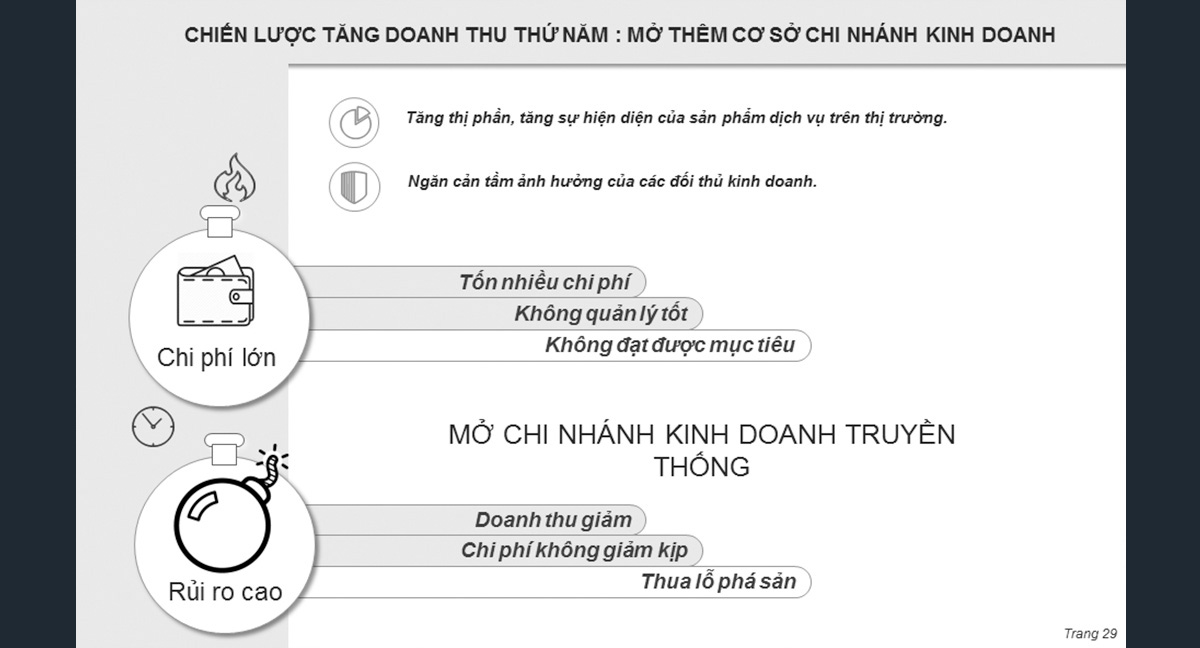 CHIẾN LƯỢC TĂNG DOANH THU THỨ NĂM : MỞ THÊM CƠ SỞ CHI NHÁNH KINH DOANH
Tăng thị phần, tăng sự hiện diện của sản phẩm dịch vụ trên thị trường.
Ngăn cản tầm ảnh hưởng của các đối thủ kinh doanh.
Tốn nhiều chi phí
Không quản lý tốt
Không đạt được mục tiêu
Chi phí lớn
MỞ CHI NHÁNH KINH DOANH TRUYỀN
THỐNG
Doanh thu giảm
Chi phí không giảm kịp
Thua lỗ phá sản
Rủi ro cao
Trang 29